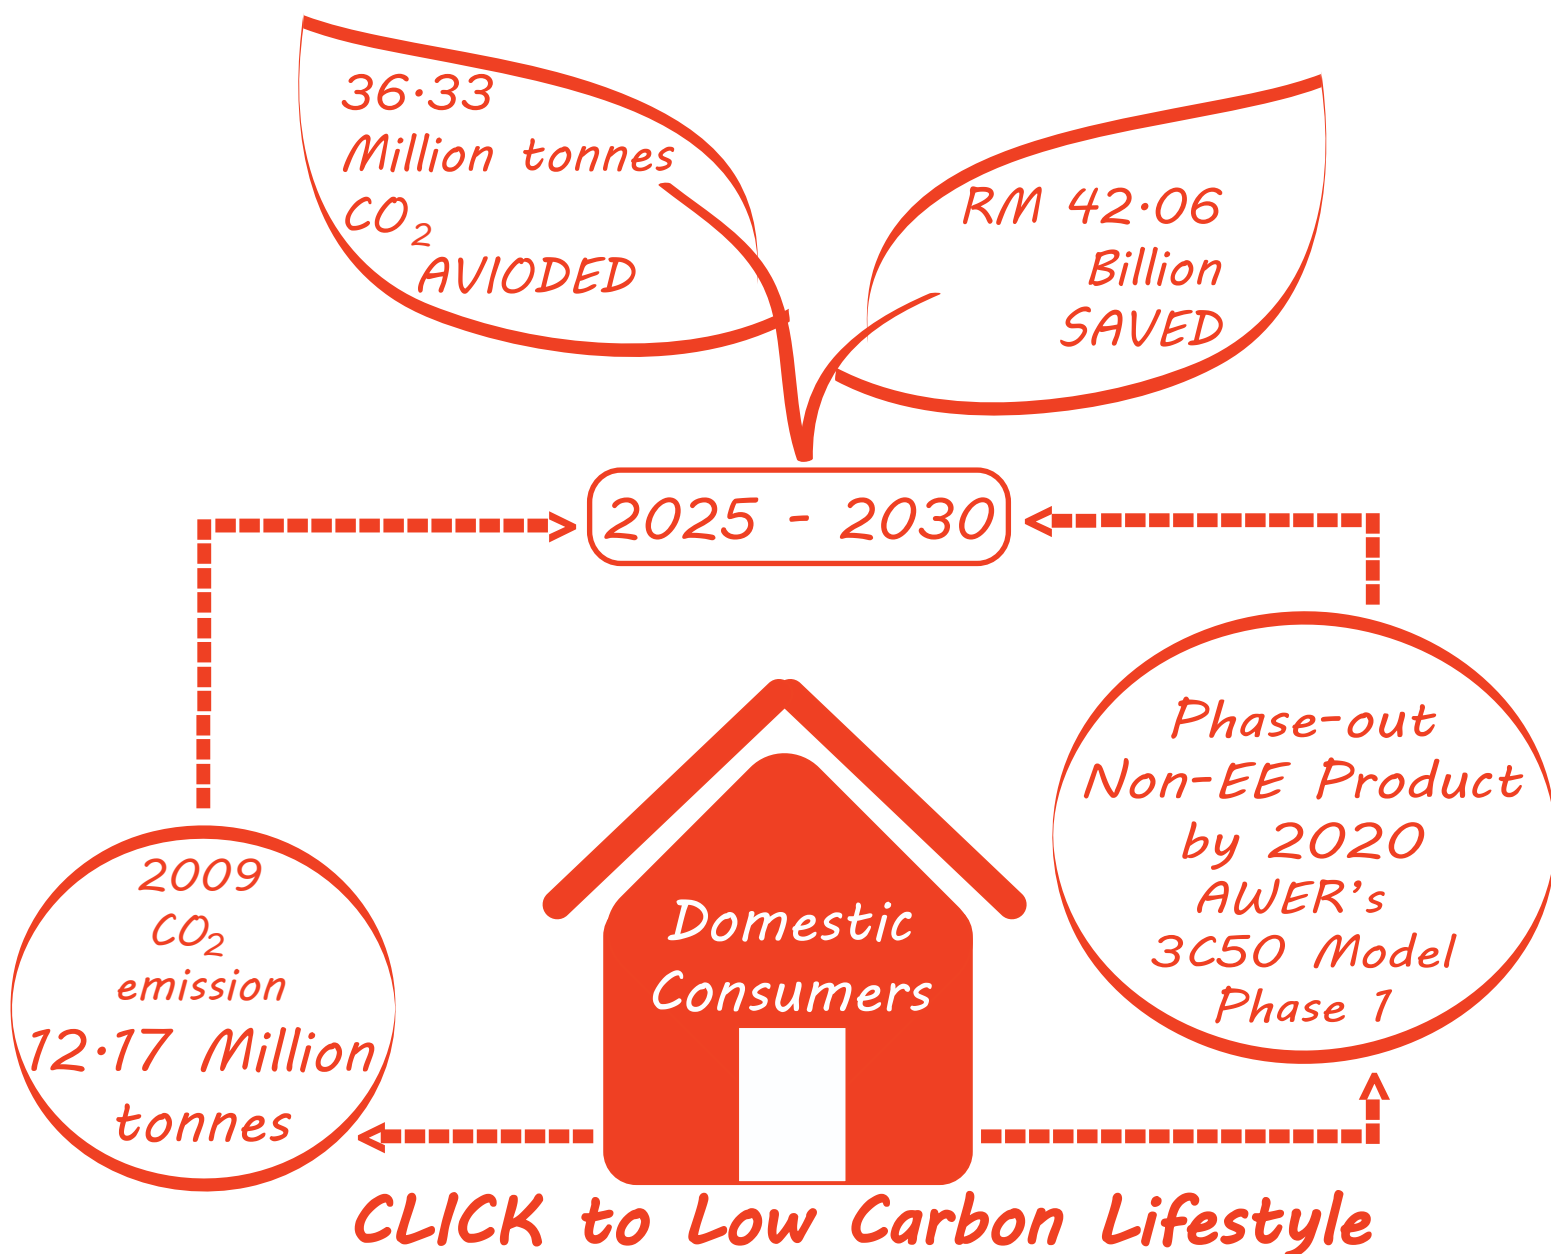 36·33
Million tonnes
CO₂
AVIODED
RM 42·06
Billion
SAVED
2025 - 2030
2009
CO₂
emission
12·17 Million
tonnes
Domestic
Consumers
Phase-out
Non-EE Product
by 2020
AWER's
3C50 Model
Phase 1
CLICK to Low Carbon Lifestyle